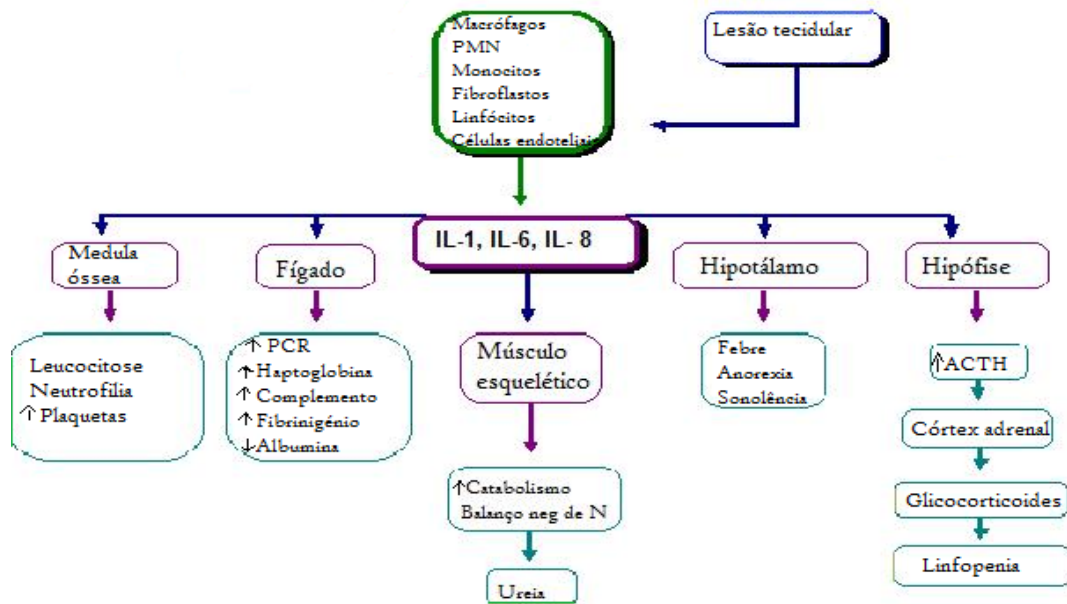 Macrófagos
PMN
Monocitos
Fibroflastos
Linfócitos
Células endoteliais
Lesão tecidular
IL-1, IL-6, IL- 8
Medula
óssea
Fígado
Hipotálamo
Hipófise
Leucocitose
Neutrofilia
↑ Plaquetas
↑ PCR
↑ Haptoglobina
↑ Complemento
↑ Fibrinigénio
↓ Albumina
Músculo
esquelético
Febre
Anorexia
Sonolência
↑ ACTH
Córtex adrenal
↑Catabolismo
Balanço neg de N
Glicocorticoides
Ureia
Linfopenia